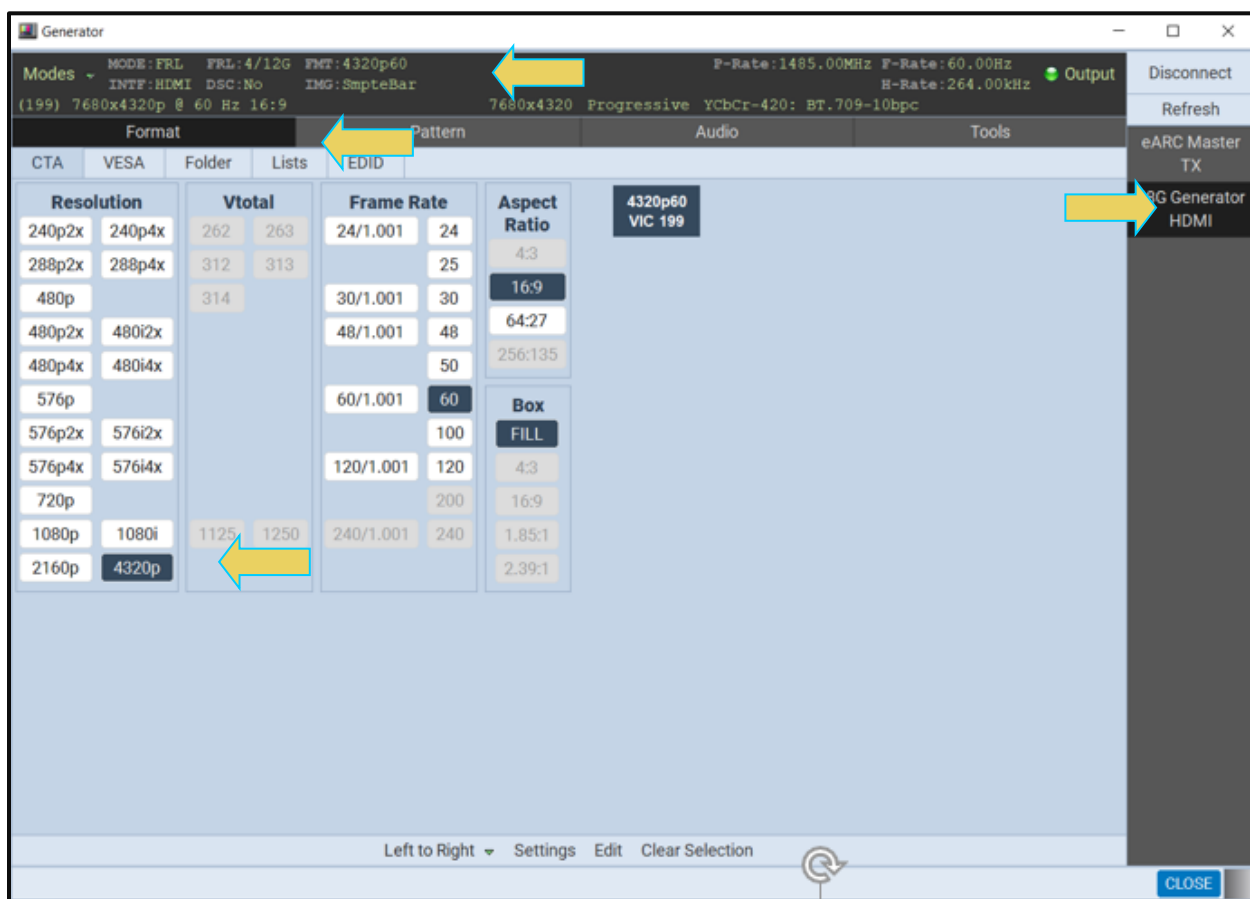 Generator
Modes
MODE:FRL FRL:4/12G FMT:4320p60
INTF:HDMI DSC:No IMG:SmpteBar
(199) 7680x4320p @ 60 Hz 16:9
P-Rate:1485.00MHz F-Rate:60.00Hz
H-Rate:264.00kHz
7680x4320 Progressive YCbCr-420: BT.709-10bpc
Output
Disconnect
Refresh
eARC Master
TX
Generator
HDMI
Format Pattern Audio Tools
CTA VESA Folder Lists EDID
Resolution
240p2x 240p4x
288p2x 288p4x
480p
480p2x 480i2x
480p4x 480i4x
576p
576p2x 576i2x
576p4x 576i4x
720p
1080p 1080i
2160p 4320p
Vtotal
262 263
312 313
314
1125 1250
Frame Rate
24/1.001 24
25
30/1.001 30
48/1.001 48
50
60/1.001 60
100
120/1.001 120
200
240/1.001 240
Aspect
Ratio
4:3
16:9
64:27
256:135
Box
FILL
4:3
16:9
1.85:1
2.39:1
4320p60
VIC 199
Left to Right Settings Edit Clear Selection
CLOSE